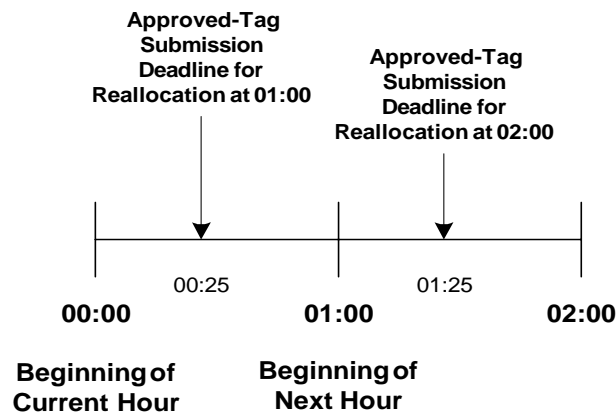 Approved-Tag
Submission
Deadline for
Reallocation at 01:00
Approved-Tag
Submission
Deadline for
Reallocation at 02:00
00:25
01:25
00:00
01:00
02:00
Beginning of
Current Hour
Beginning of
Next Hour